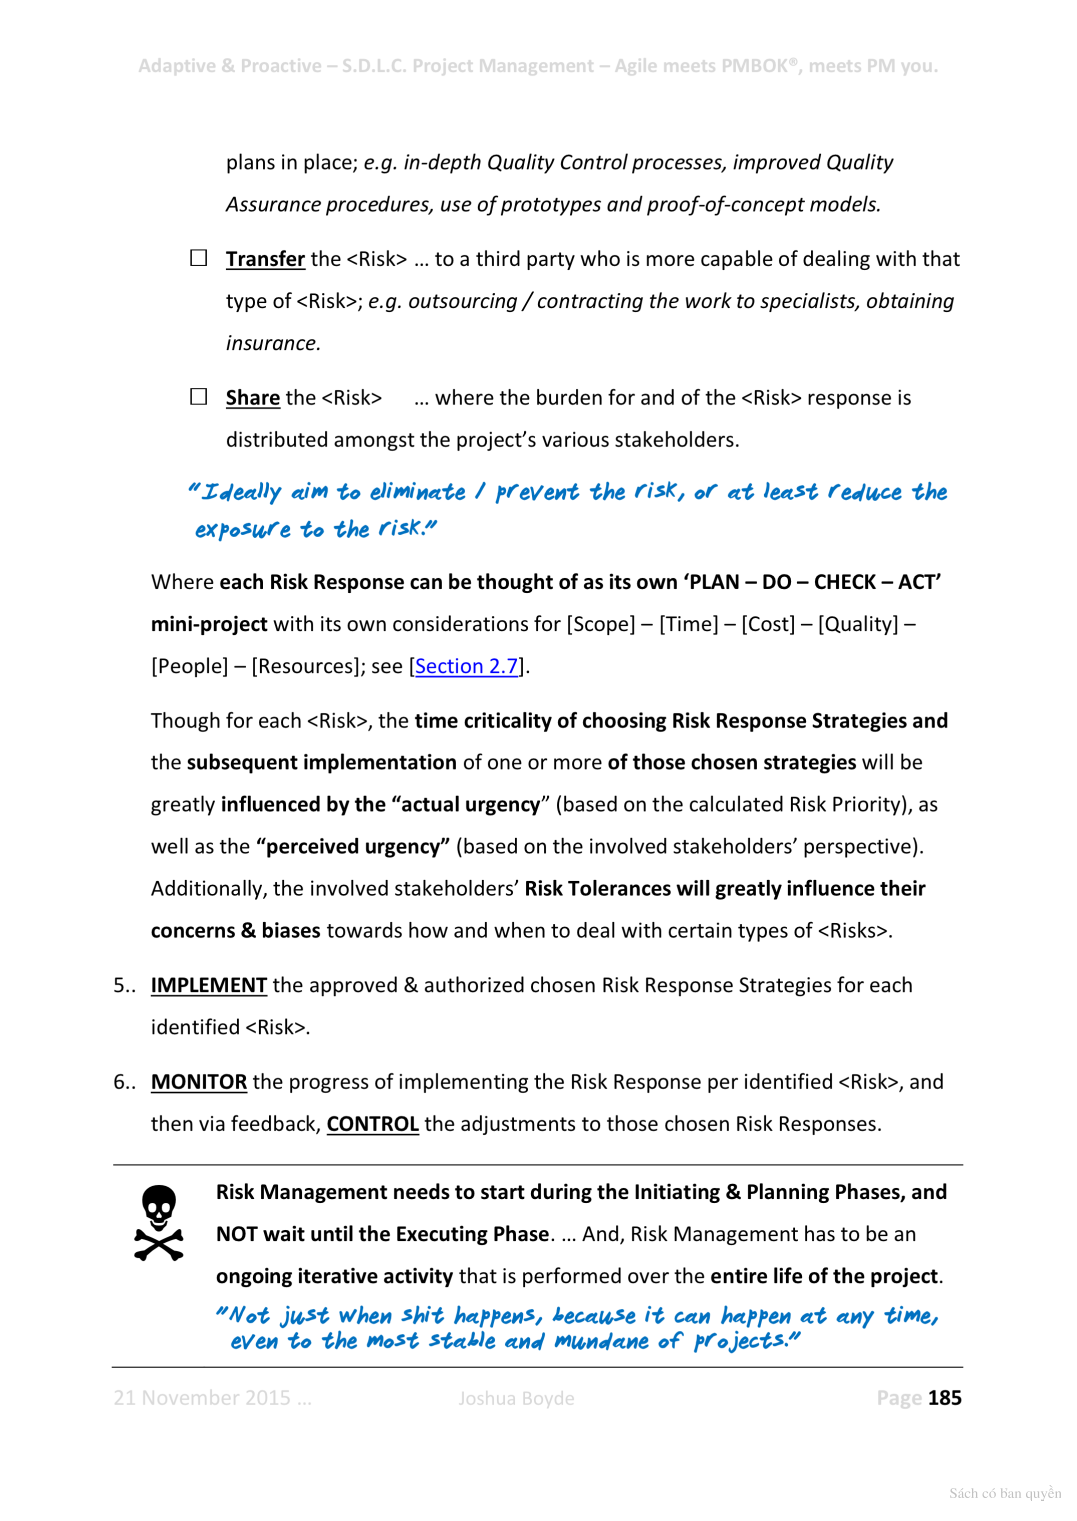 Adaptive & Proactive – S.D.L.C. Project Management – Agile meets PMBOK®, meets PM you.
plans in place; e.g. in-depth Quality Control processes, improved Quality
Assurance procedures, use of prototypes and proof-of-concept models.
☐ Transfer the <Risk> ... to a third party who is more capable of dealing with that
type of <Risk>; e.g. outsourcing / contracting the work to specialists, obtaining
insurance.
☐ Share the <Risk> ... where the burden for and of the <Risk> response is
distributed amongst the project's various stakeholders.
"Ideally aim to eliminate / prevent the risk, or at least reduce the
exposure to the risk."
Where each Risk Response can be thought of as its own ‘PLAN – DO – CHECK – ACT’
mini-project with its own considerations for [Scope] – [Time] – [Cost] – [Quality] –
[People] – [Resources]; see [Section 2.7].
Though for each <Risk>, the time criticality of choosing Risk Response Strategies and
the subsequent implementation of one or more of those chosen strategies will be
greatly influenced by the “actual urgency” (based on the calculated Risk Priority), as
well as the “perceived urgency” (based on the involved stakeholders’ perspective).
Additionally, the involved stakeholders’ Risk Tolerances will greatly influence their
concerns & biases towards how and when to deal with certain types of <Risks>.
5.. IMPLEMENT the approved & authorized chosen Risk Response Strategies for each
identified <Risk>.
6.. MONITOR the progress of implementing the Risk Response per identified <Risk>, and
then via feedback, CONTROL the adjustments to those chosen Risk Responses.
Risk Management needs to start during the Initiating & Planning Phases, and
NOT wait until the Executing Phase. ... And, Risk Management has to be an
ongoing iterative activity that is performed over the entire life of the project.
"Not just when shit happens, because it can happen at any time,
even to the most stable and mundane of projects."
21 November 2015 ... Joshua Boyde Page 185
Sách có bản quyền